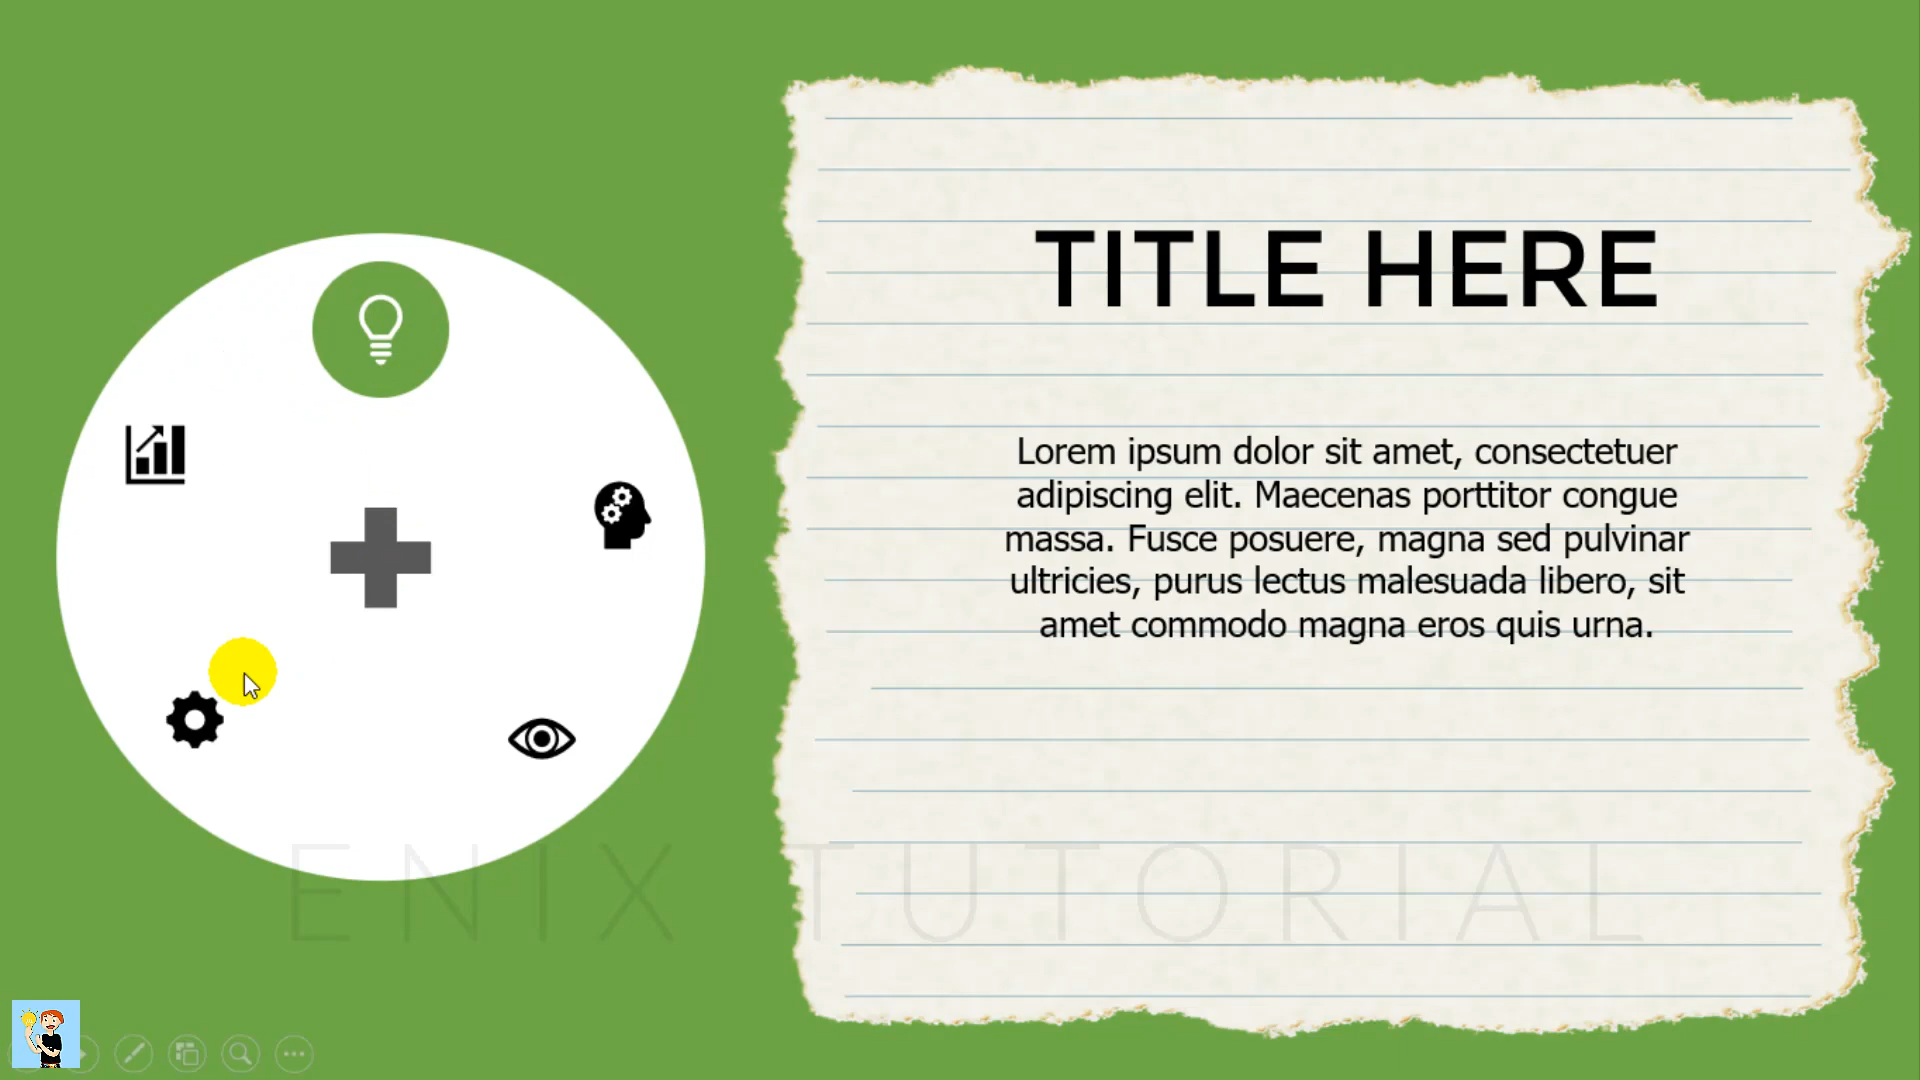 TITLE HERE
Lorem ipsum dolor sit amet, consectetuer
adipiscing elit. Maecenas porttitor congue
massa. Fusce posuere, magna sed pulvinar
ultricies, purus lectus malesuada libero, sit
amet commodo magna eros quis urna.
ENIX TUTORIAL